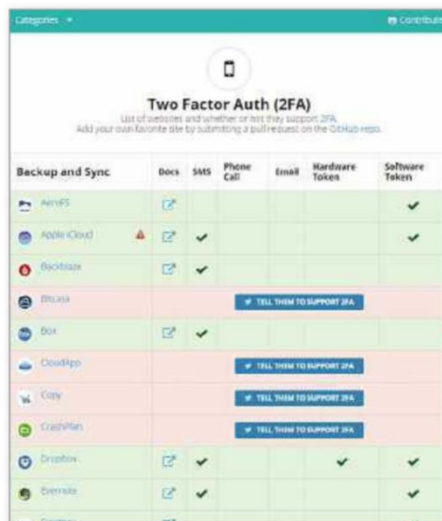 Categories
Contribute
Two Factor Auth (2FA)
List of websites and whether or not they support 2FA.
Add your own favorite site by submitting a pull request on the GitHub repo.
Backup and Sync Docs SMS Phone Call Email Hardware Token Software Token
AeroFS
Apple iCloud
Backblaze
Bitcasa TELL THEM TO SUPPORT 2FA
Box
CloudApp TELL THEM TO SUPPORT 2FA
Copy TELL THEM TO SUPPORT 2FA
CrashPlan TELL THEM TO SUPPORT 2FA
Dropbox
Evernote